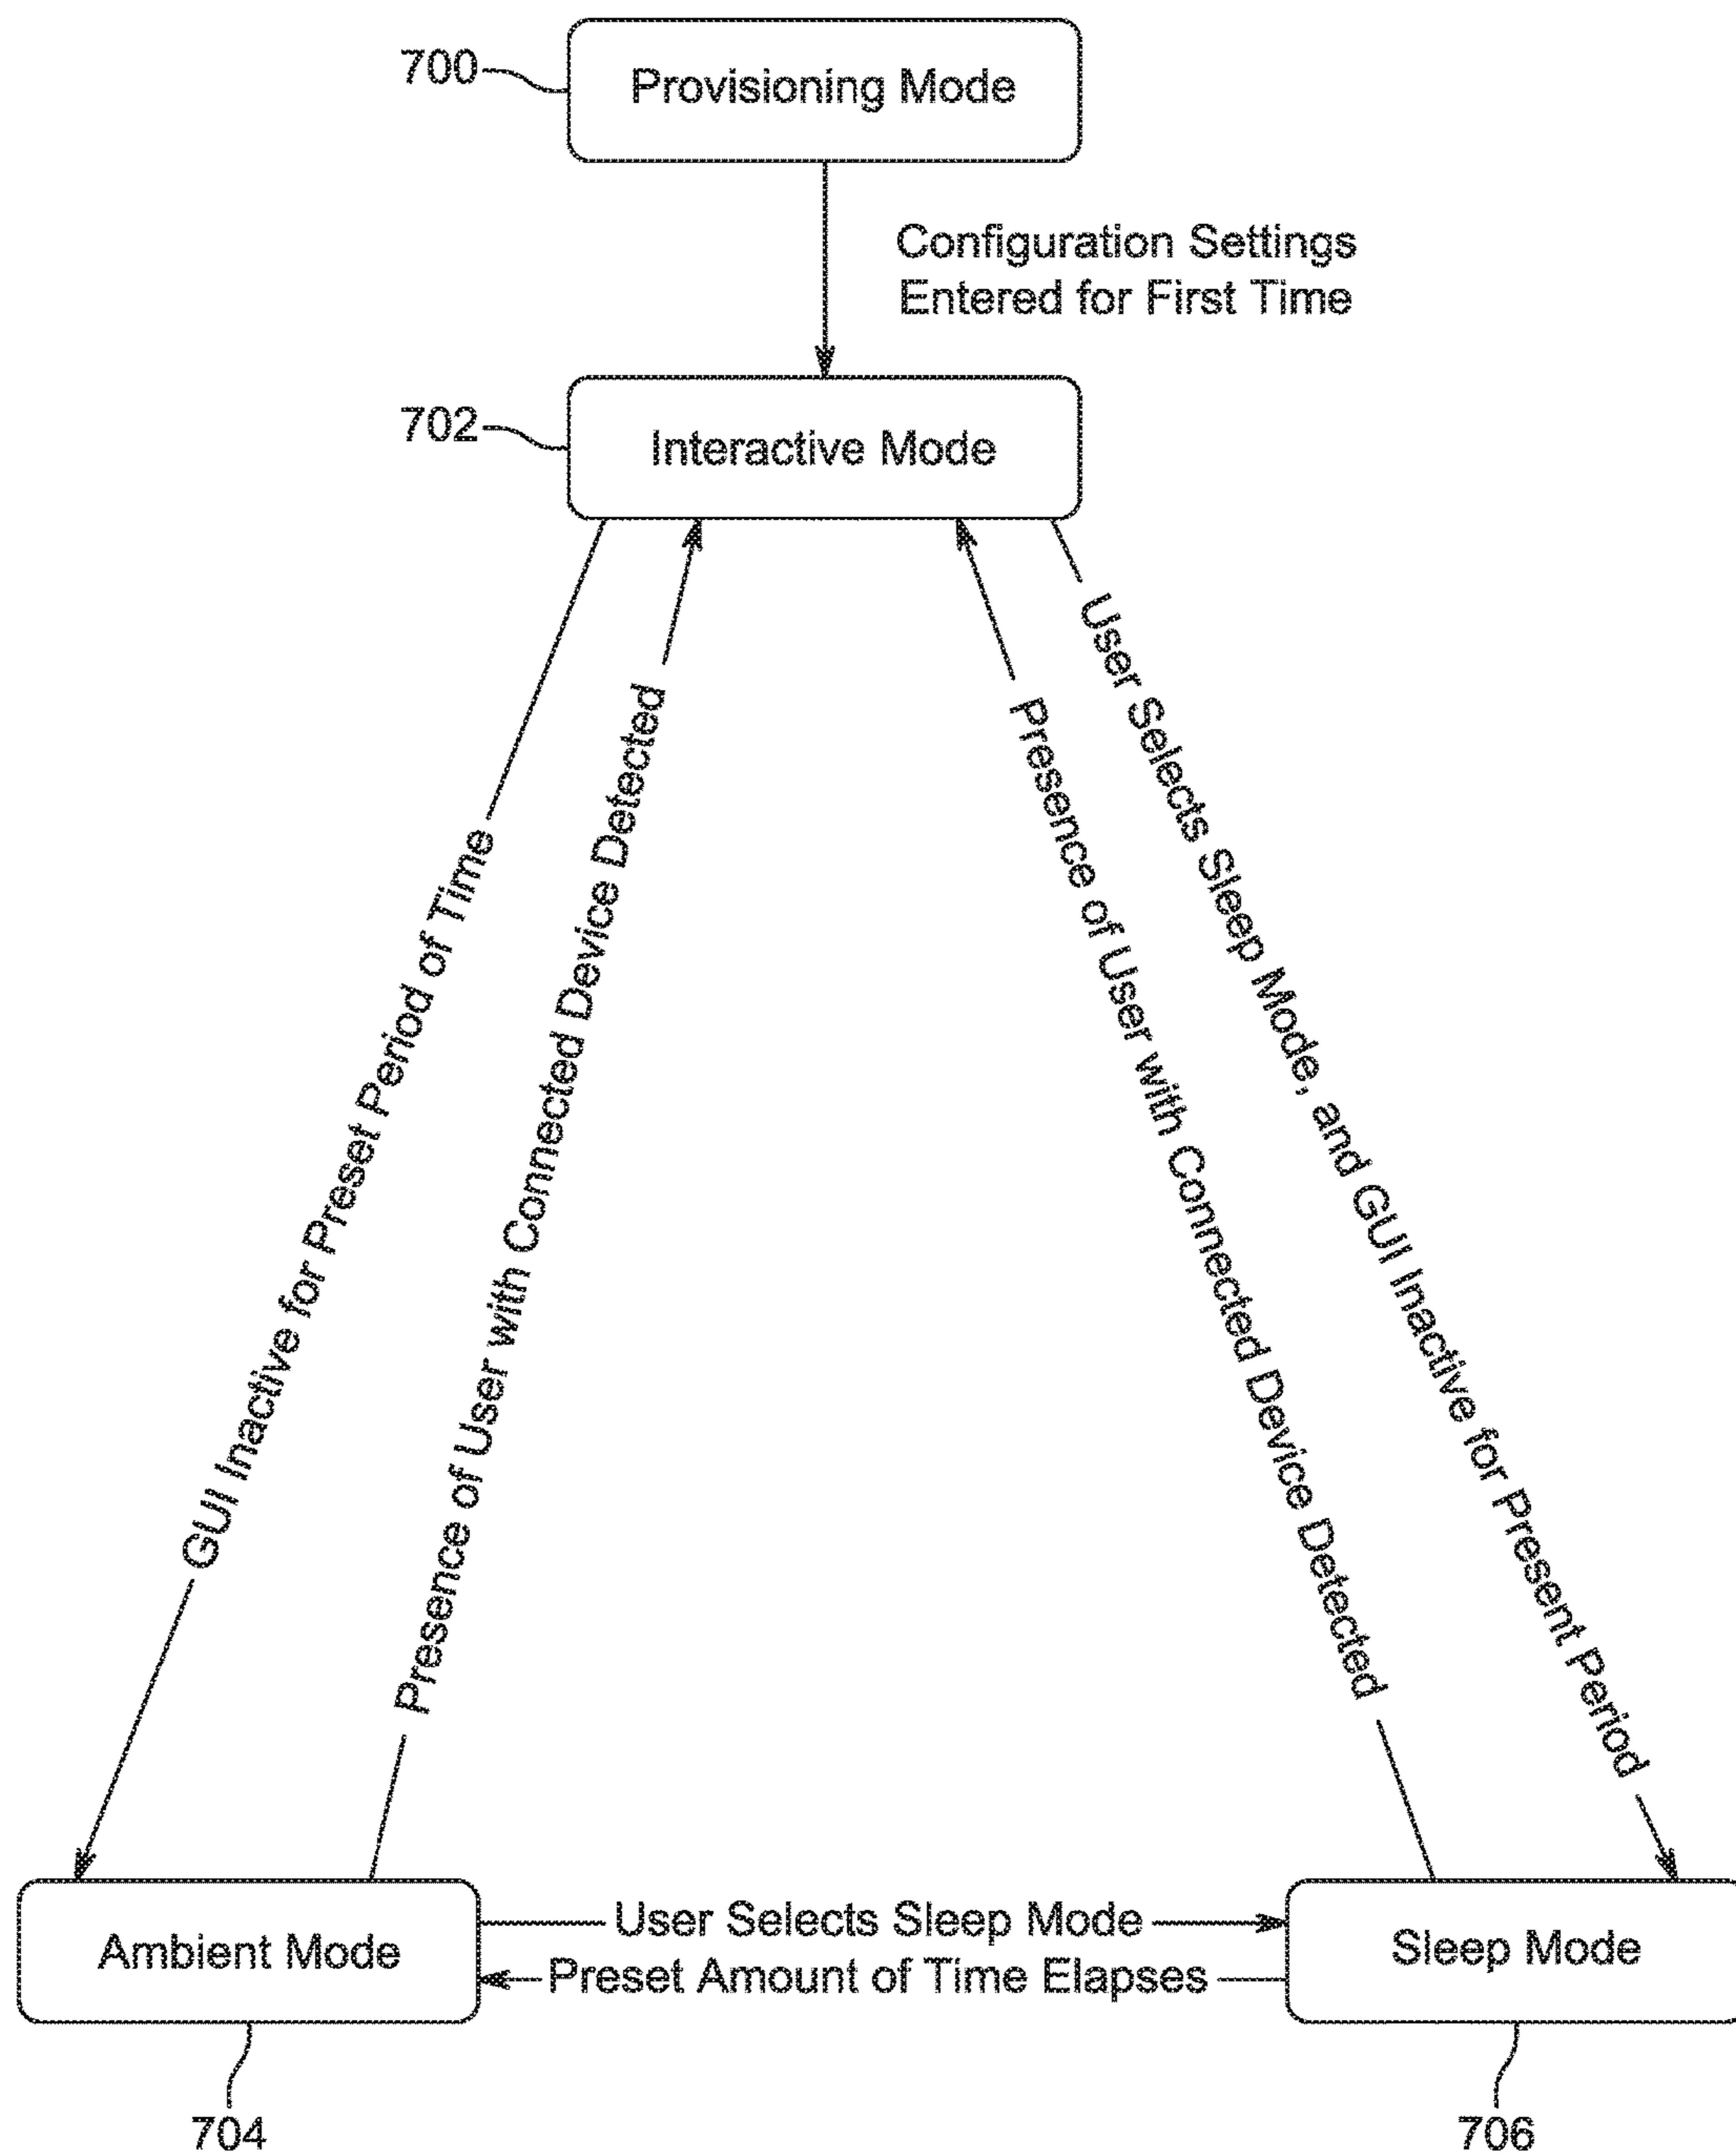 700
Provisioning Mode
Configuration Settings
Entered for First Time
702
Interactive Mode
GUI Inactive for Preset Period of Time
Presence of User with Connected Device Detected
Presence of User with Connected Device Detected
User Selects Sleep Mode, and GUI Inactive for Present Period
Ambient Mode
User Selects Sleep Mode
Preset Amount of Time Elapses
Sleep Mode
704
706